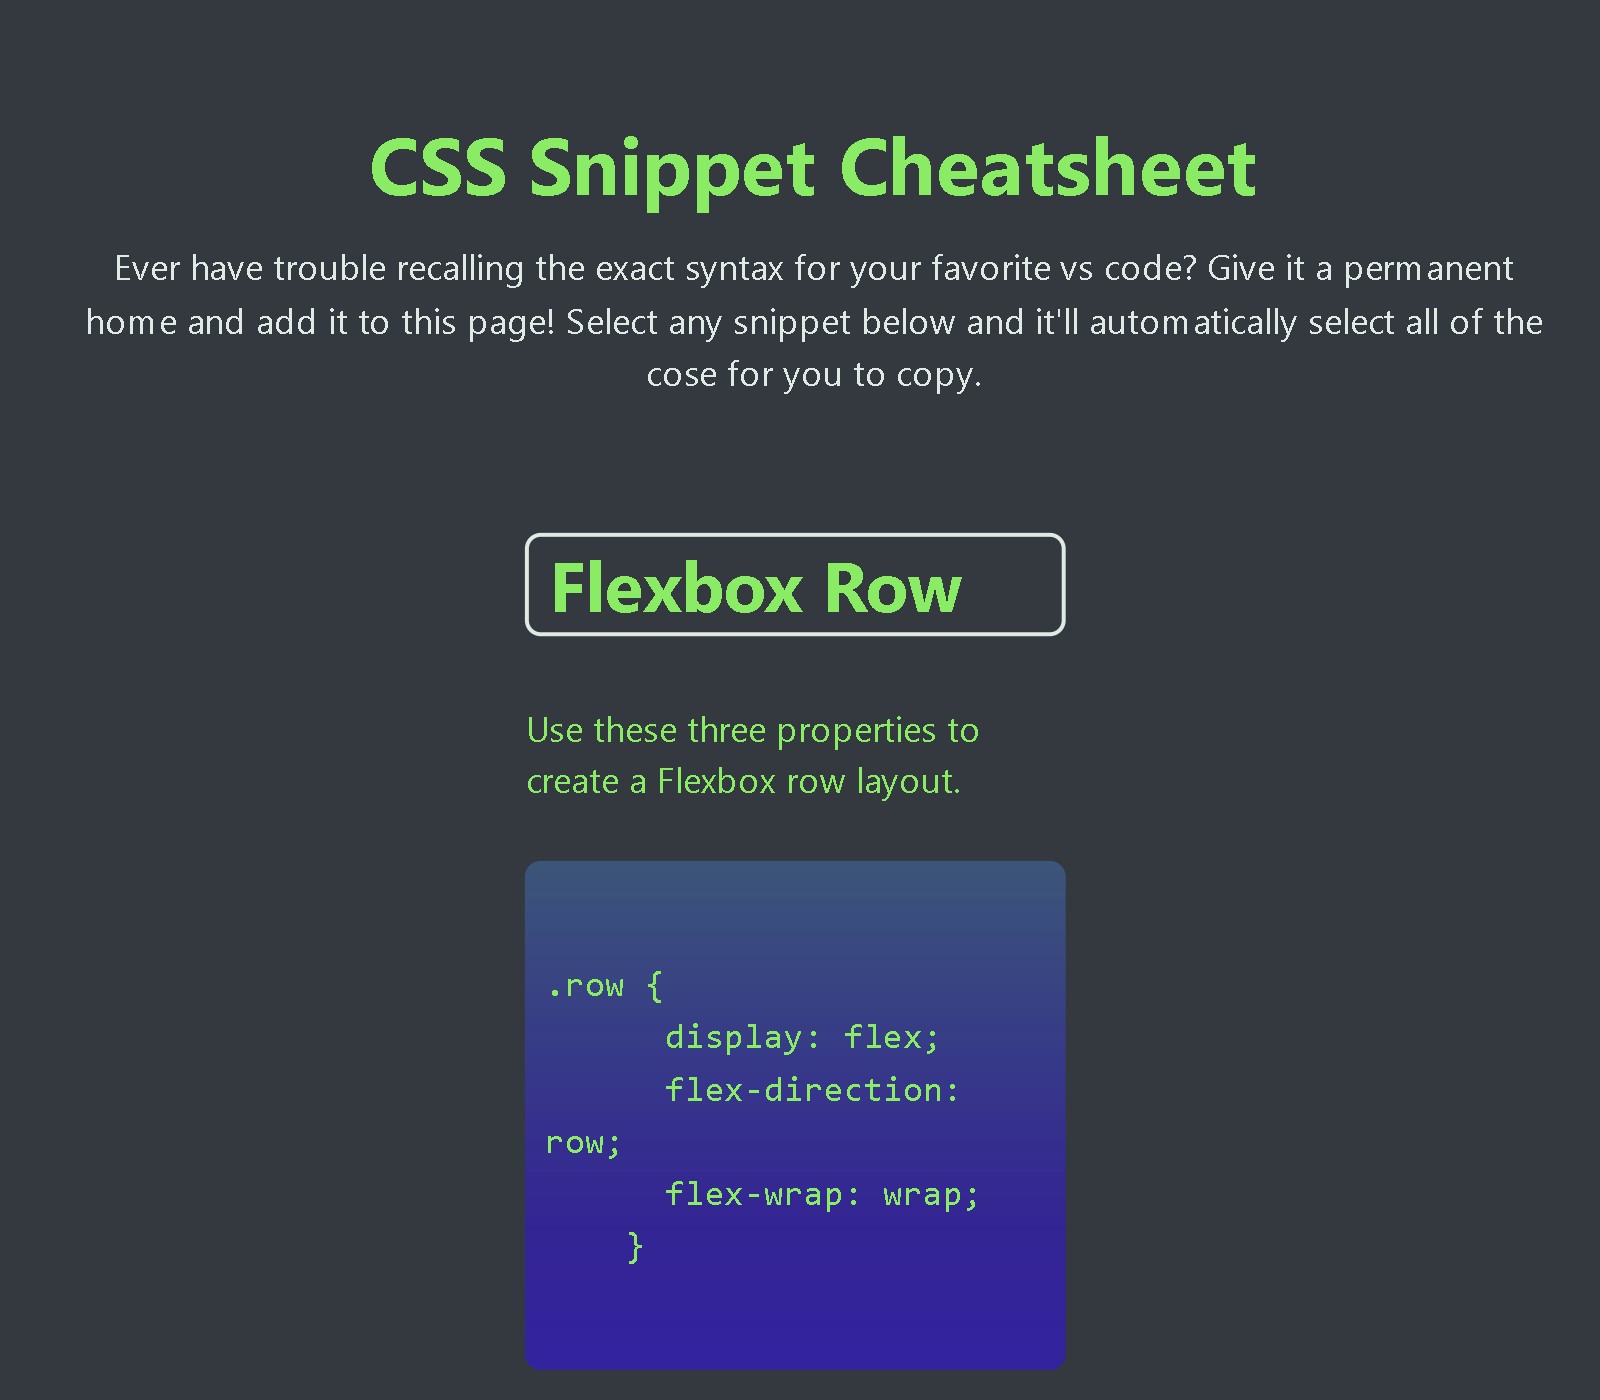 CSS Snippet Cheatsheet
Ever have trouble recalling the exact syntax for your favorite vs code? Give it a permanent
home and add it to this page! Select any snippet below and it'll automatically select all of the
cose for you to copy.
Flexbox Row
Use these three properties to
create a Flexbox row layout.
.row {
display: flex;
flex-direction:
row;
flex-wrap: wrap;
}